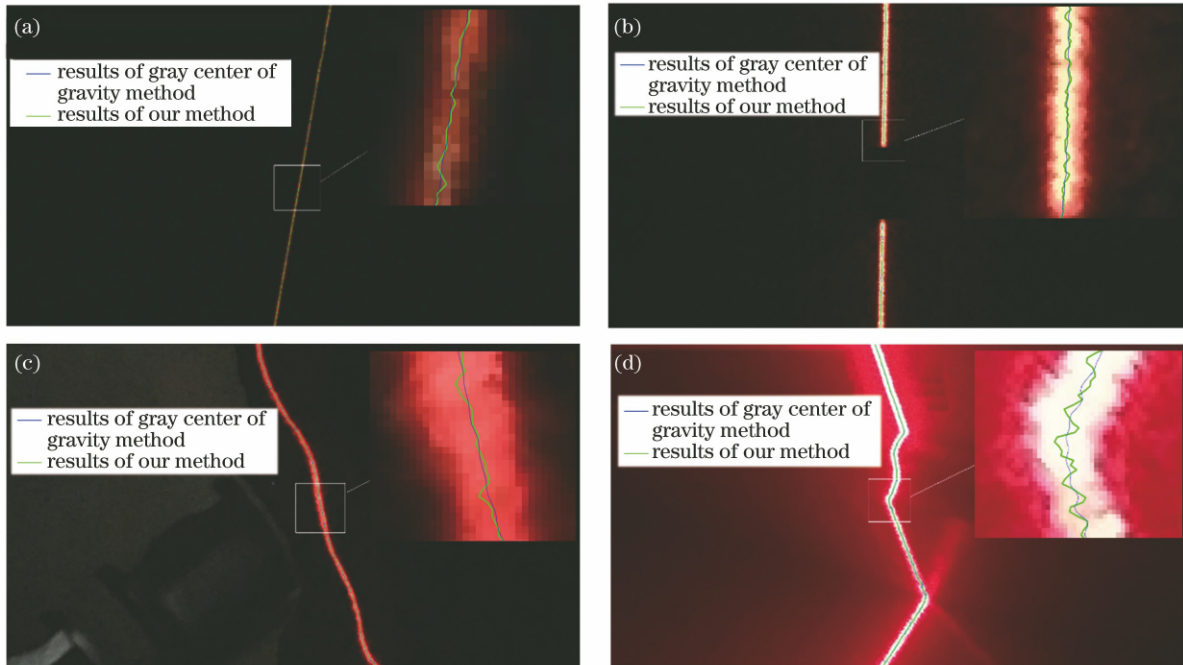 (a)
results of gray center of
gravity method
results of our method
(b)
results of gray center of
gravity method
results of our method
(c)
results of gray center of
gravity method
results of our method
(d)
results of gray center of
gravity method
results of our method